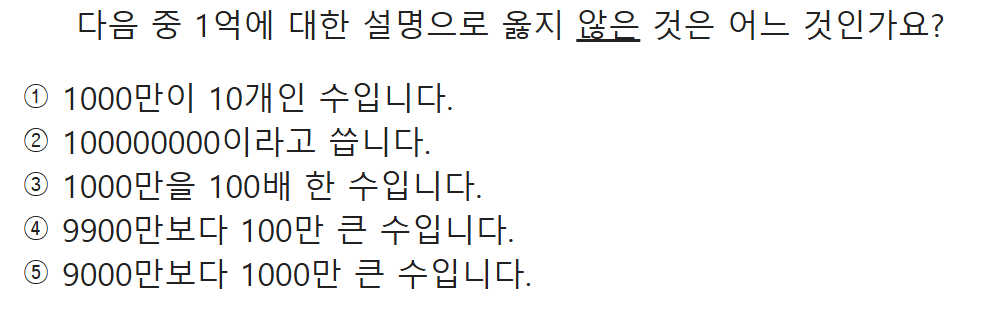 다음 중 1억에 대한 설명으로 옳지 않은 것은 어느 것인가요?
① 1000만이 10개인 수입니다.
② 100000000이라고 씁니다.
③ 1000만을 100배 한 수입니다.
④ 9900만보다 100만 큰 수입니다.
⑤ 9000만보다 1000만 큰 수입니다.